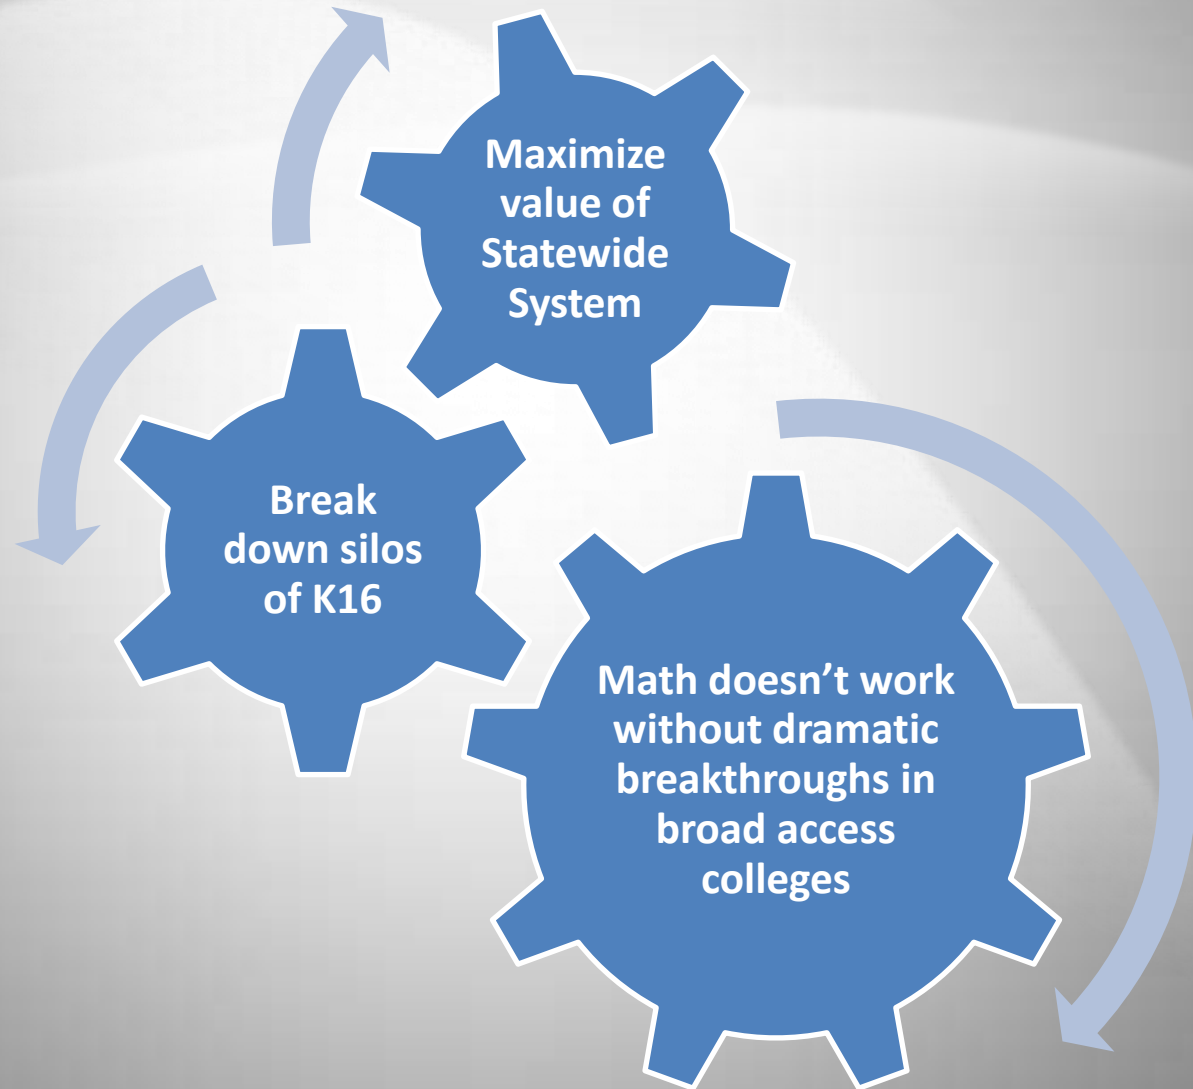 Maximize
value of
Statewide
System
Break
down silos
of K16
Math doesn’t work
without dramatic
breakthroughs in
broad access
colleges